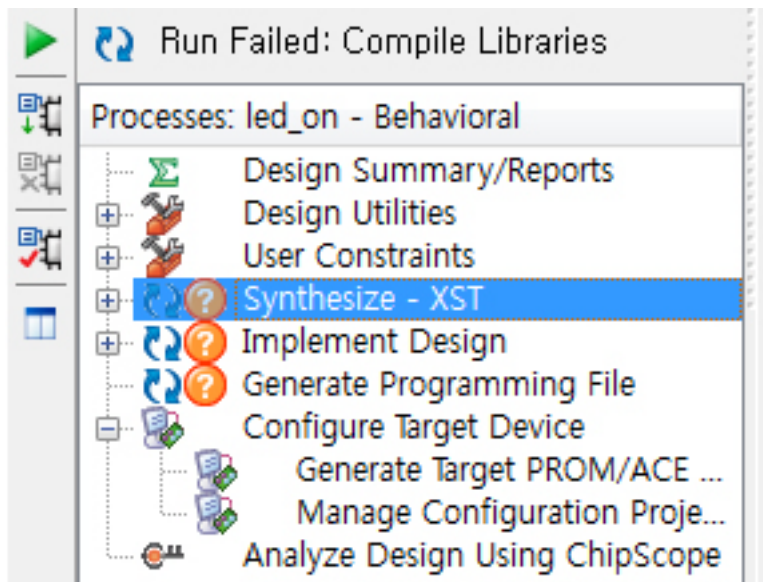 Run Failed: Compile Libraries
Processes: led_on - Behavioral
Design Summary/Reports
Design Utilities
User Constraints
Synthesize - XST
Implement Design
Generate Programming File
Configure Target Device
Generate Target PROM/ACE ...
Manage Configuration Proje...
Analyze Design Using ChipScope